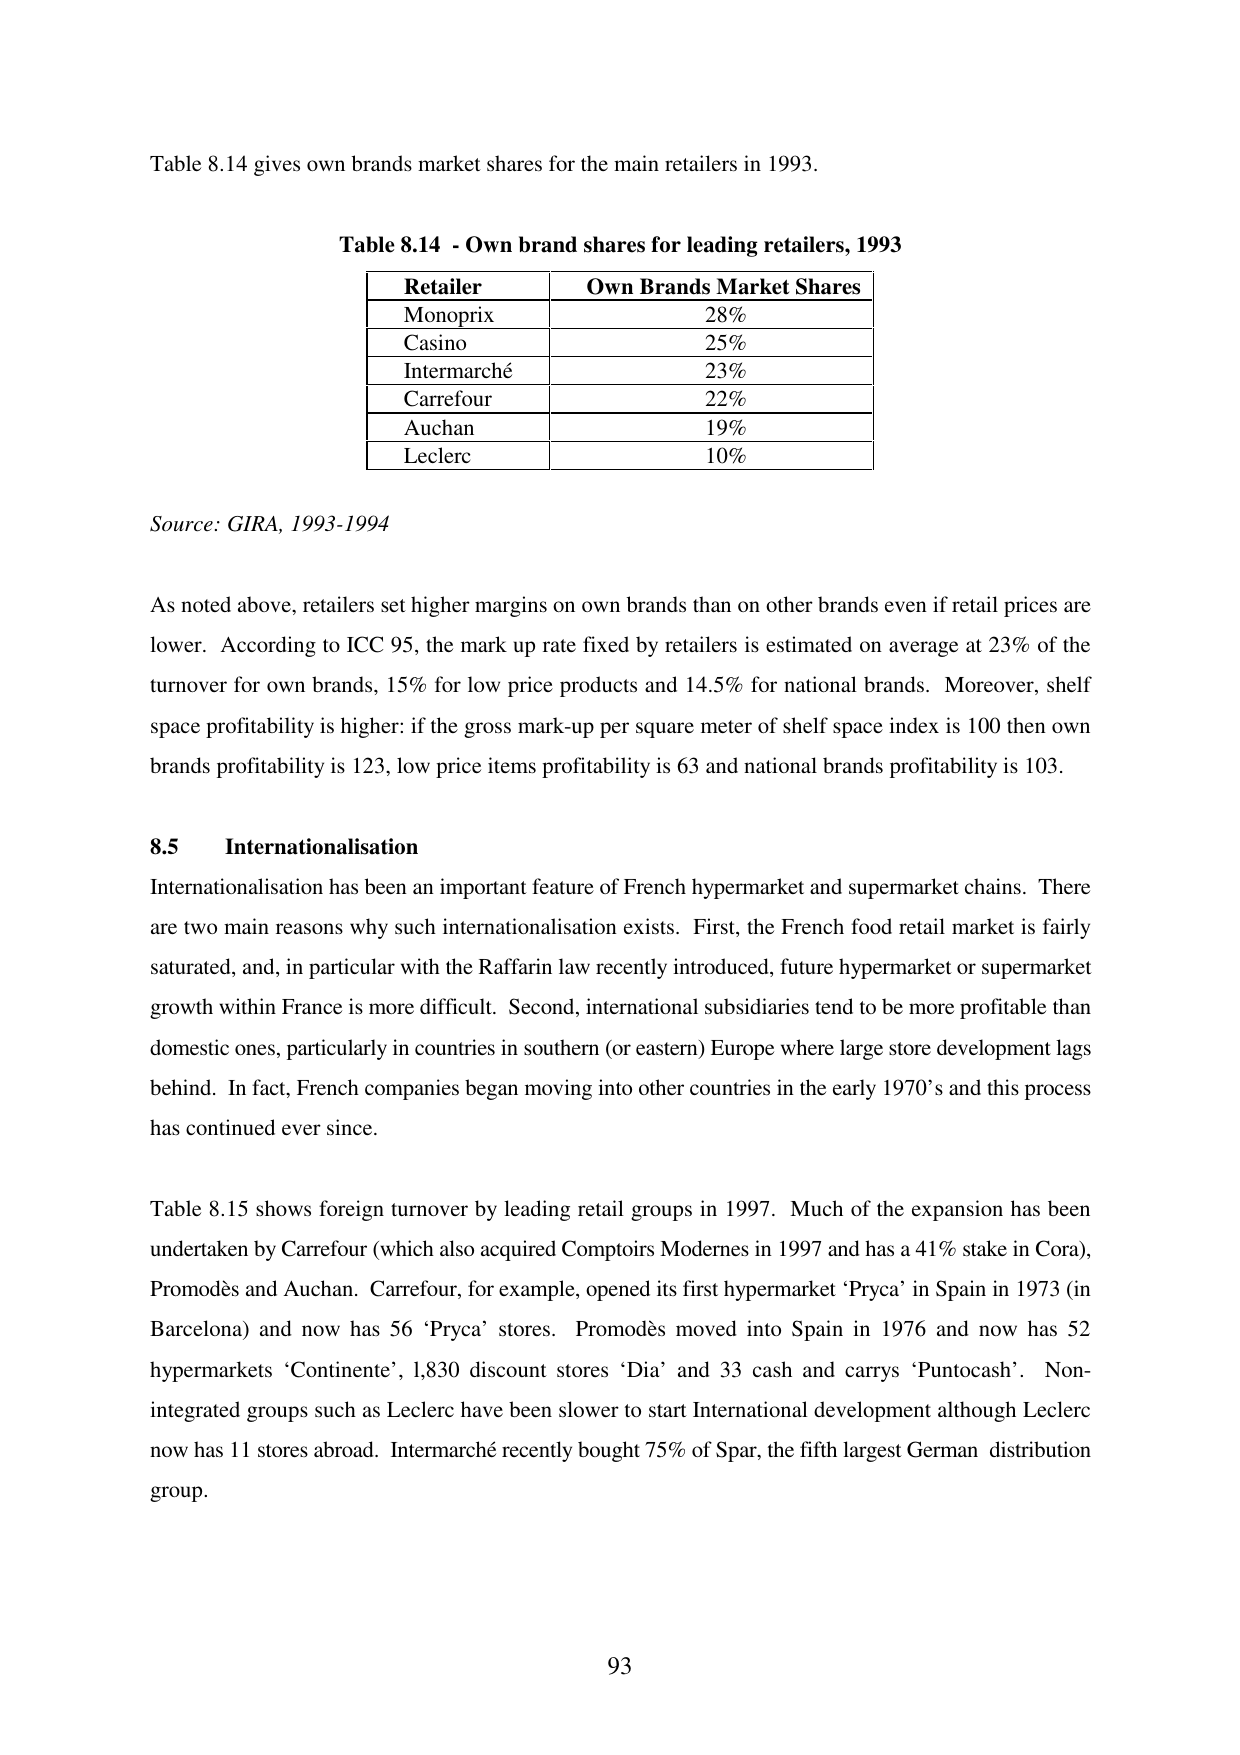 Table 8.14 gives own brands market shares for the main retailers in 1993.
Table 8.14 - Own brand shares for leading retailers, 1993
Retailer Own Brands Market Shares
Monoprix 28%
Casino 25%
Intermarché 23%
Carrefour 22%
Auchan 19%
Leclerc 10%
Source: GIRA, 1993-1994
As noted above, retailers set higher margins on own brands than on other brands even if retail prices are
lower. According to ICC 95, the mark up rate fixed by retailers is estimated on average at 23% of the
turnover for own brands, 15% for low price products and 14.5% for national brands. Moreover, shelf
space profitability is higher: if the gross mark-up per square meter of shelf space index is 100 then own
brands profitability is 123, low price items profitability is 63 and national brands profitability is 103.
8.5 Internationalisation
Internationalisation has been an important feature of French hypermarket and supermarket chains. There
are two main reasons why such internationalisation exists. First, the French food retail market is fairly
saturated, and, in particular with the Raffarin law recently introduced, future hypermarket or supermarket
growth within France is more difficult. Second, international subsidiaries tend to be more profitable than
domestic ones, particularly in countries in southern (or eastern) Europe where large store development lags
behind. In fact, French companies began moving into other countries in the early 1970’s and this process
has continued ever since.
Table 8.15 shows foreign turnover by leading retail groups in 1997. Much of the expansion has been
undertaken by Carrefour (which also acquired Comptoirs Modernes in 1997 and has a 41% stake in Cora),
Promodès and Auchan. Carrefour, for example, opened its first hypermarket ‘Pryca’ in Spain in 1973 (in
Barcelona) and now has 56 ‘Pryca’ stores. Promodès moved into Spain in 1976 and now has 52
hypermarkets ‘Continente’, l,830 discount stores ‘Dia’ and 33 cash and carrys ‘Puntocash’. Non-
integrated groups such as Leclerc have been slower to start International development although Leclerc
now has 11 stores abroad. Intermarché recently bought 75% of Spar, the fifth largest German distribution
group.
93